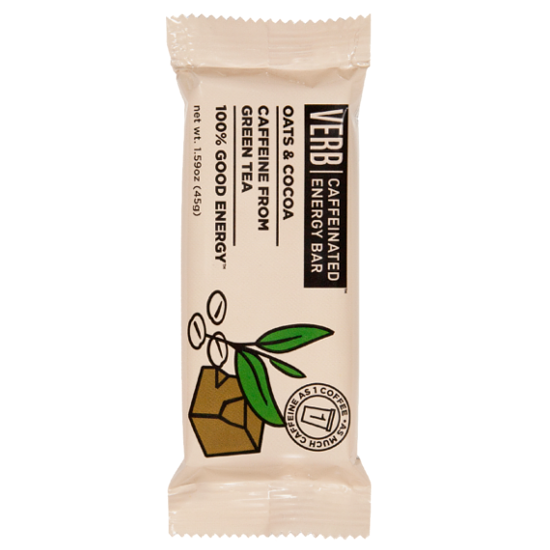 VERB
CAFFEINATED
ENERGY BAR
™
OATS & COCOA
CAFFEINE FROM
GREEN TEA
100% GOOD ENERGY™
net wt. 1.59oz (45g)
AS MUCH CAFFEINE AS 1 COFFEE •
1